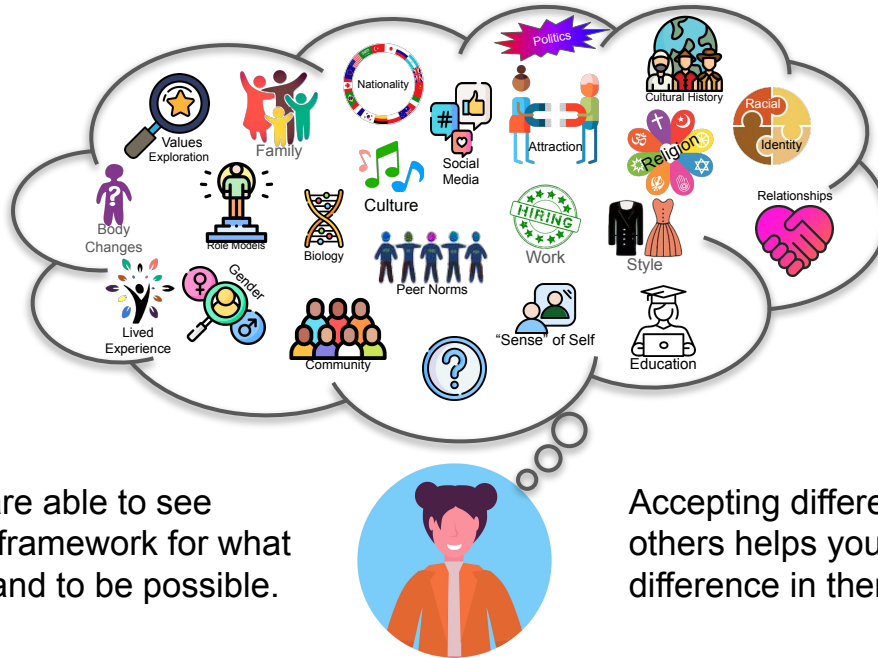 Politics
Nationality
Cultural History
Values
Exploration
Family
#
Social
Media
Attraction
Religion
Racial
Identity
Body
Changes
?
Role Models
Biology
Culture
HIRING
Work
Style
Relationships
Peer Norms
Gender
Lived
Experience
Community
?
"Sense" of Self
Education
are able to see
framework for what
and to be possible.
Accepting differe
others helps you
difference in ther